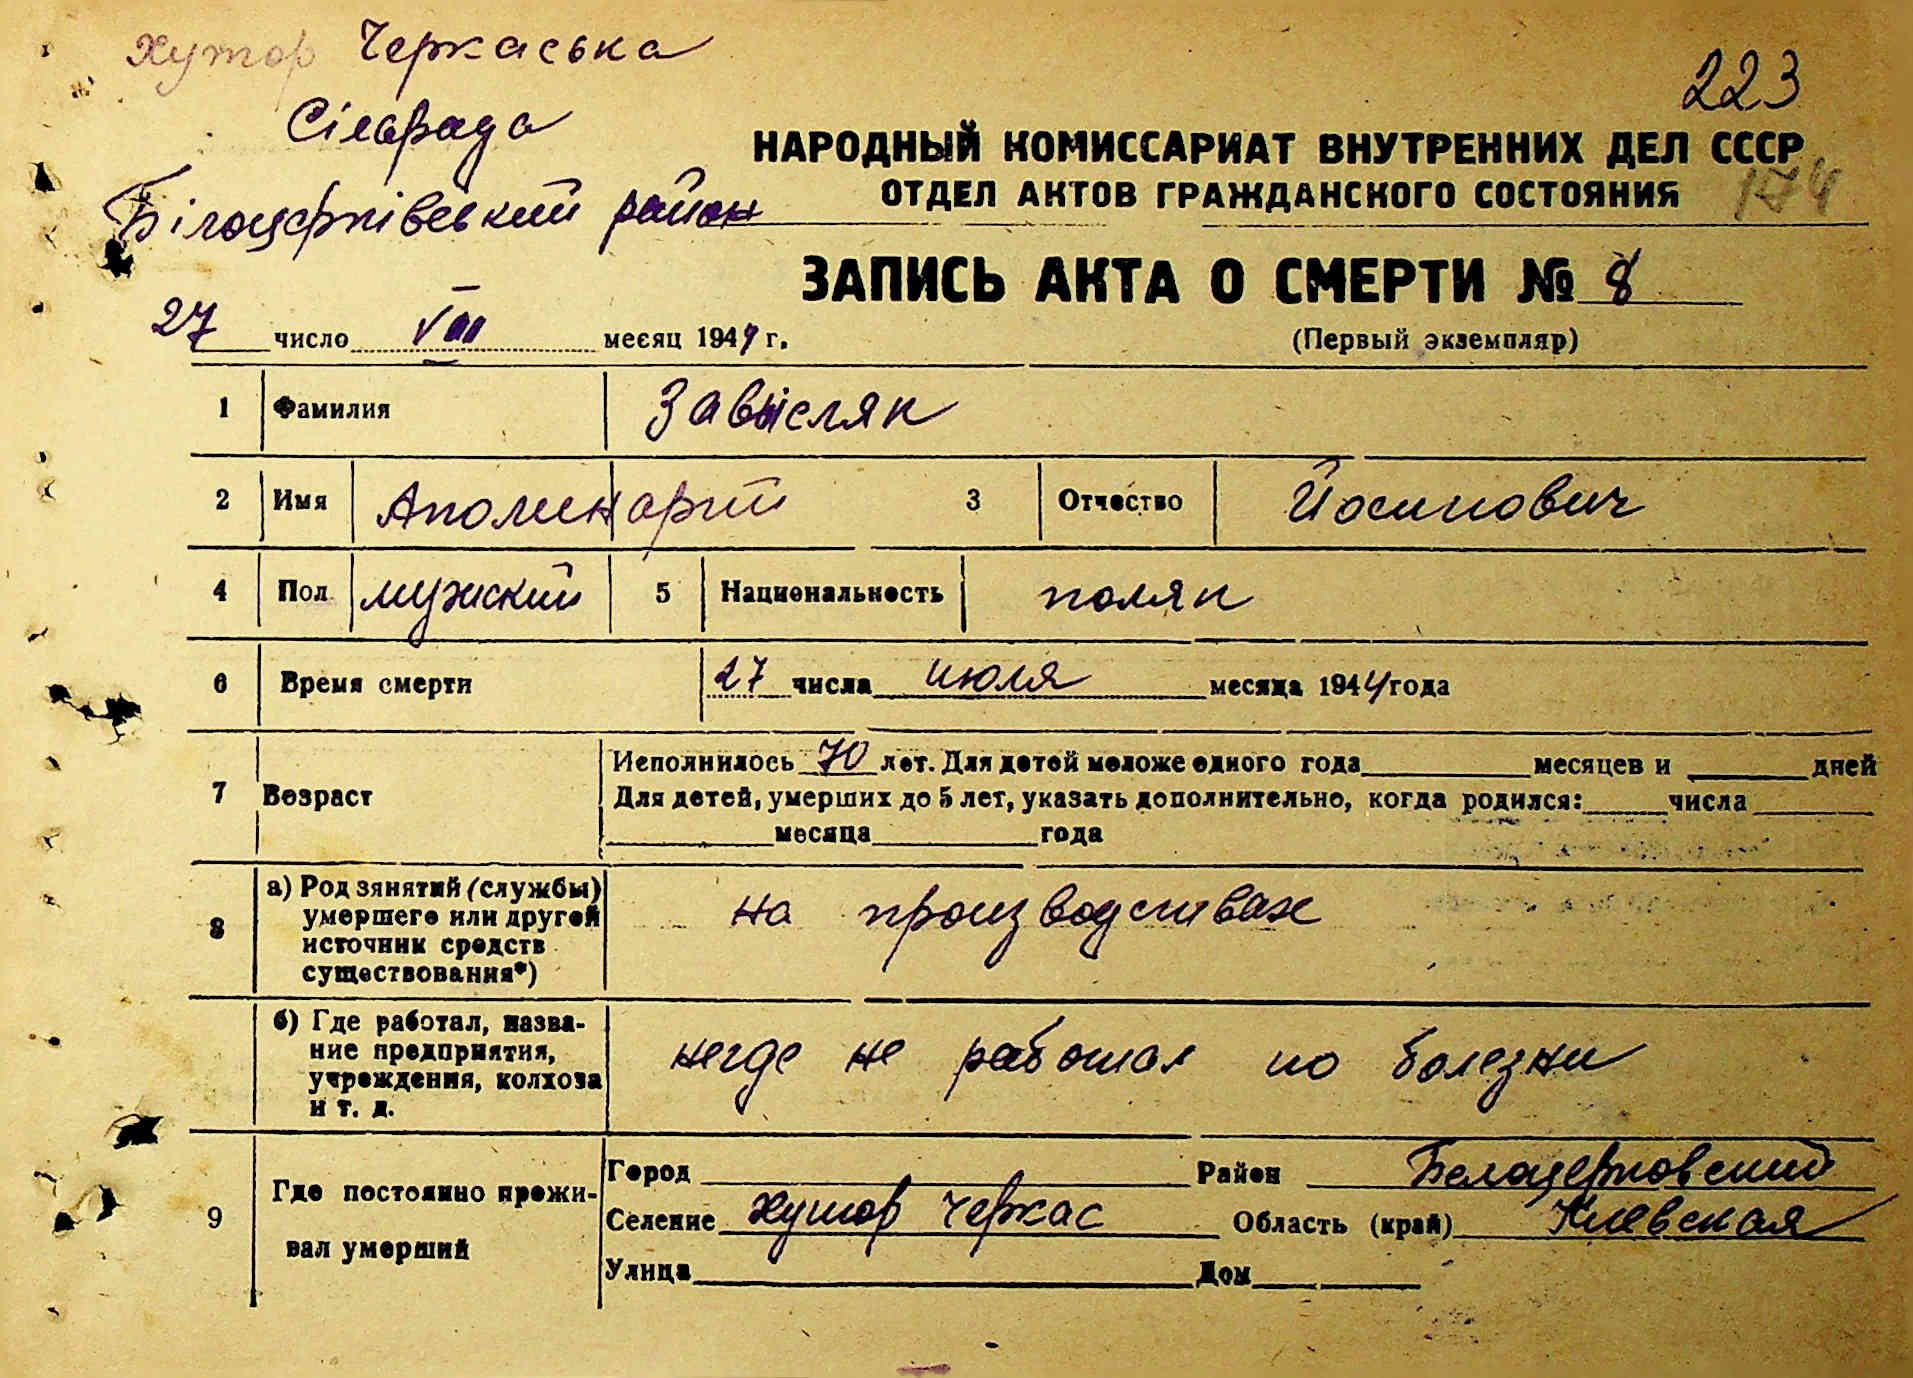 хутор Черкаська
Сільрада
Білоцерківський район
223
НАРОДНЫЙ КОМИССАРИАТ ВНУТРЕННИХ ДЕЛ СССР
ОТДЕЛ АКТОВ ГРАЖДАНСКОГО СОСТОЯНИЯ
174
ЗАПИСЬ АКТА О СМЕРТИ № 8
27 число VIII месяц 1944 г.
(Первый экземпляр)
1 Фамилия Завысляк
2 Имя Аполинарий 3 Отчество Йосипович
4 Пол мужский 5 Национальность поляк
6 Время смерти 27 числа июля месяца 1944 года
7 Возраст Исполнилось 70 лет. Для детей моложе одного года месяцев и дней
Для детей, умерших до 5 лет, указать дополнительно, когда родился: числа
месяца года
8 а) Род занятий (службы) умершего или другой источник средств существования*) на производствах
б) Где работал, название предприятия, учреждения, колхоза и т. д. негде не работал по болезни
9 Где постоянно проживал умерший
Город Район Белоцерковский
Селение хутор Черкас Область (край) Киевская
Улица Дом